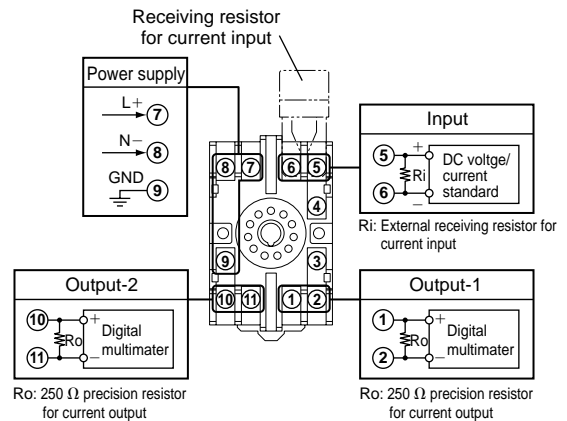 Receiving resistor
for current input
Power supply
L+ 7
N− 8
GND 9
8 7 6 5
4
9 3
10 11 1 2
Input
5 + DC voltge/
Ri current
6 − standard
Ri: External receiving resistor for
current input
Output-2
10 + Digital
Ro multimater
11 −
Ro: 250 Ω precision resistor
for current output
Output-1
1 + Digital
Ro multimater
2 −
Ro: 250 Ω precision resistor
for current output